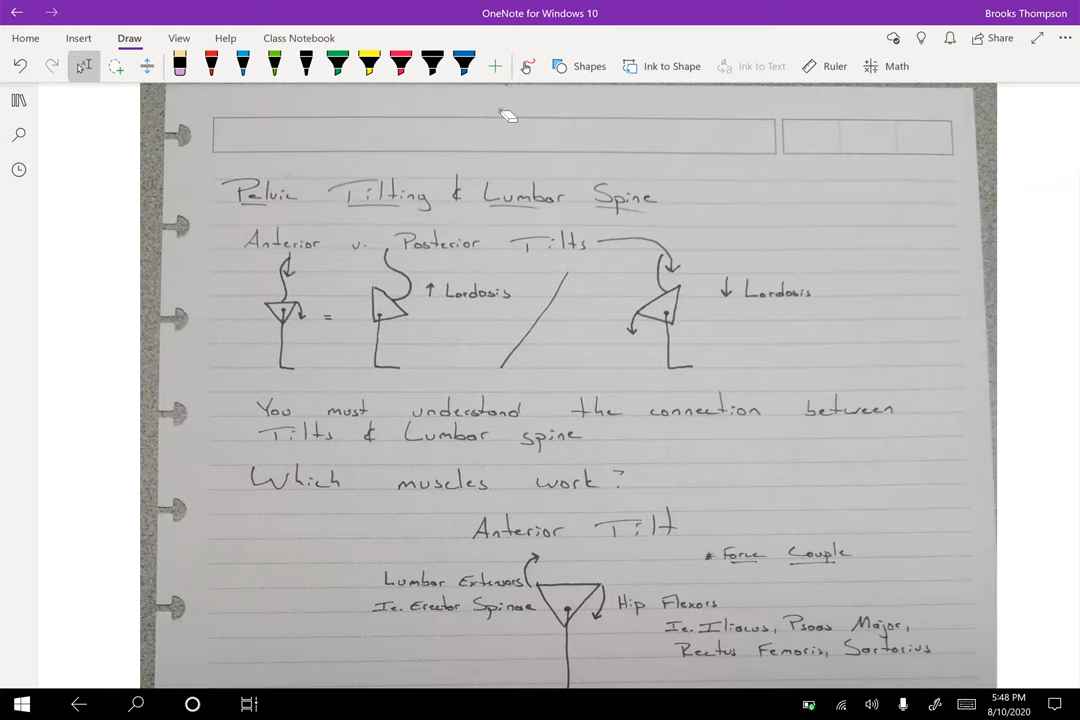 OneNote for Windows 10
Brooks Thompson
Home Insert Draw View Help Class Notebook
Share
Shapes Ink to Shape Ink to Text Ruler Math
Pelvic Tilting & Lumbar Spine
Anterior v. Posterior Tilts
↑ Lordosis
↓ Lordosis
=
You must understand the connection between
Tilts & Lumbar spine
Which muscles work?
Anterior Tilt
* Force Couple
Lumbar Extensors
Ie. Erector Spinae
Hip Flexors
Ie. Iliacus, Psoas Major,
Rectus Femoris, Sartorius
5:48 PM
8/10/2020